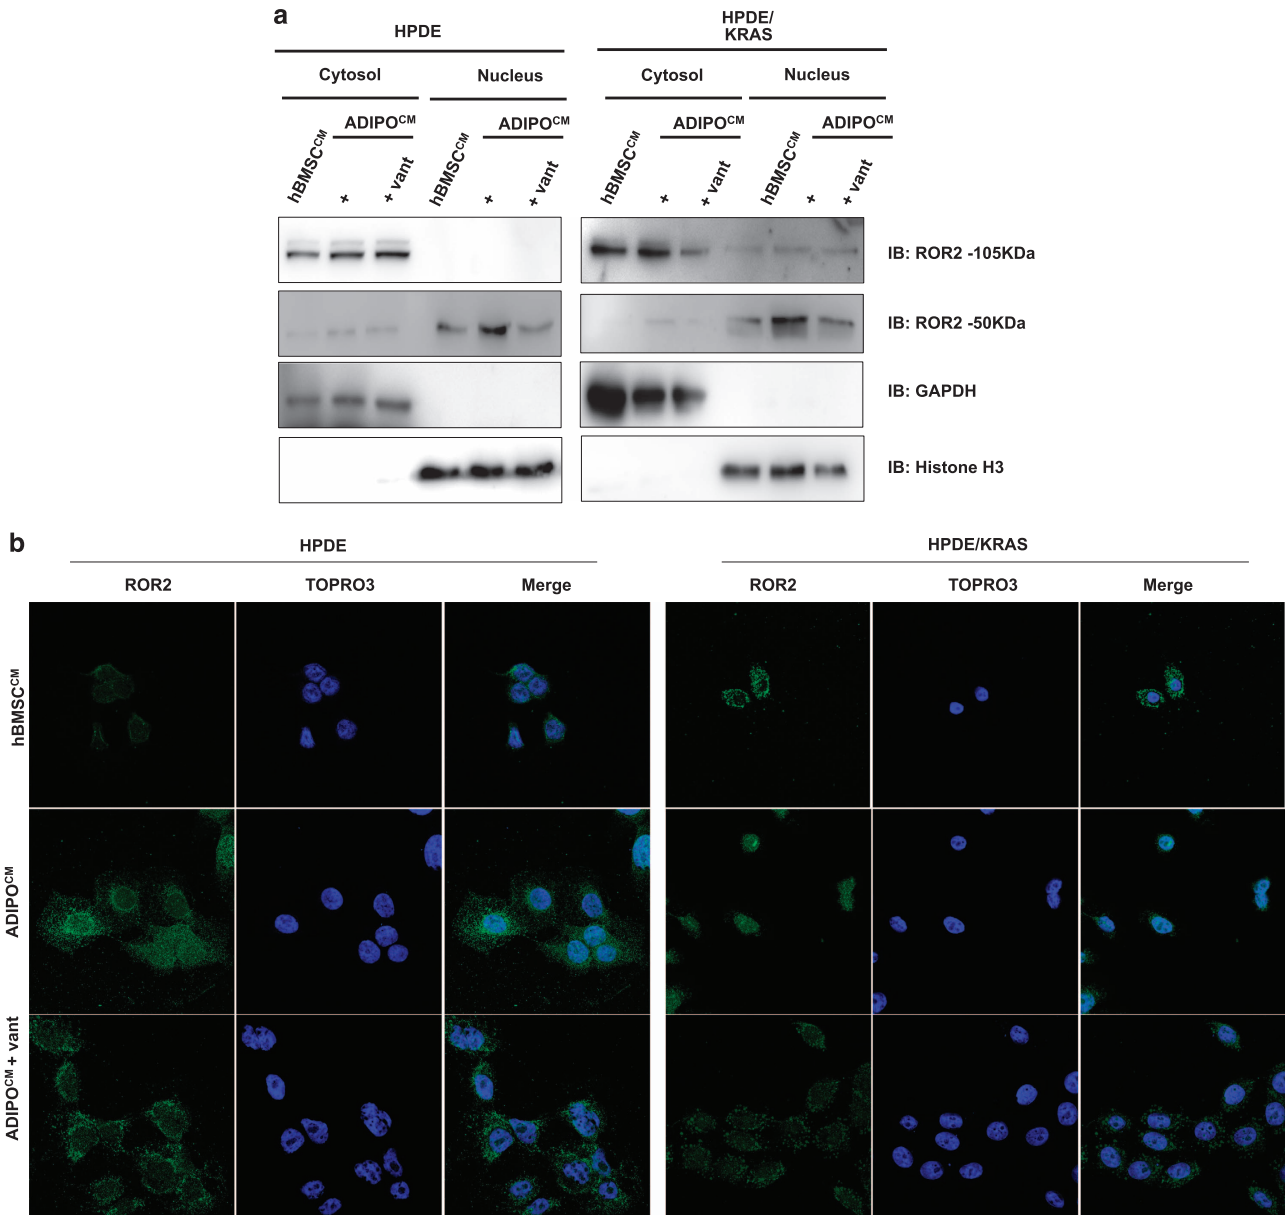 a
HPDE
HPDE/
KRAS
Cytosol
Nucleus
Cytosol
Nucleus
hBMSCᶜᴹ
ADIPOᶜᴹ
+
+ vant
hBMSCᶜᴹ
ADIPOᶜᴹ
+
+ vant
hBMSCᶜᴹ
ADIPOᶜᴹ
+
+ vant
hBMSCᶜᴹ
ADIPOᶜᴹ
+
+ vant
IB: ROR2 -105KDa
IB: ROR2 -50KDa
IB: GAPDH
IB: Histone H3
b
HPDE
HPDE/KRAS
ROR2
TOPRO3
Merge
ROR2
TOPRO3
Merge
hBMSCᶜᴹ
ADIPOᶜᴹ
ADIPOᶜᴹ + vant